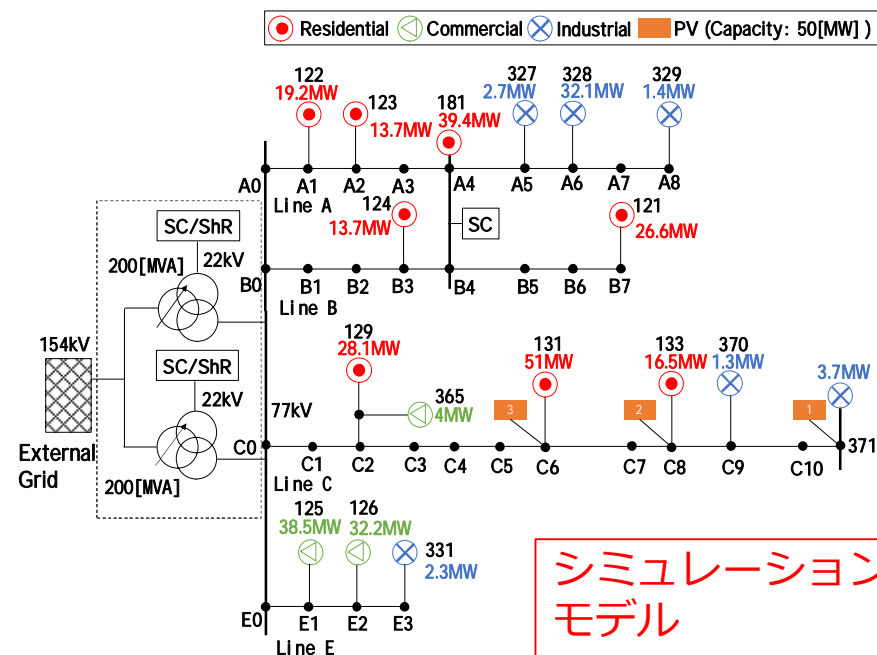 Residential Commercial Industrial PV (Capacity: 50[MW] )
122
19.2MW
123
13.7MW
181
39.4MW
327
2.7MW
328
32.1MW
329
1.4MW
A0 A1 A2 A3 A4 A5 A6 A7 A8
Line A
124
13.7MW
SC
121
26.6MW
B0 B1 B2 B3 B4 B5 B6 B7
Line B
SC/ShR
22kV
200[MVA]
154kV
SC/ShR
22kV
200[MVA]
External
Grid
77kV
129
28.1MW
365
4MW
131
51MW
133
16.5MW
370
1.3MW
3.7MW
371
3
2
1
C0 C1 C2 C3 C4 C5 C6 C7 C8 C9 C10
Line C
125
38.5MW
126
32.2MW
331
2.3MW
E0 E1 E2 E3
Line E
シミュレーション
モデル